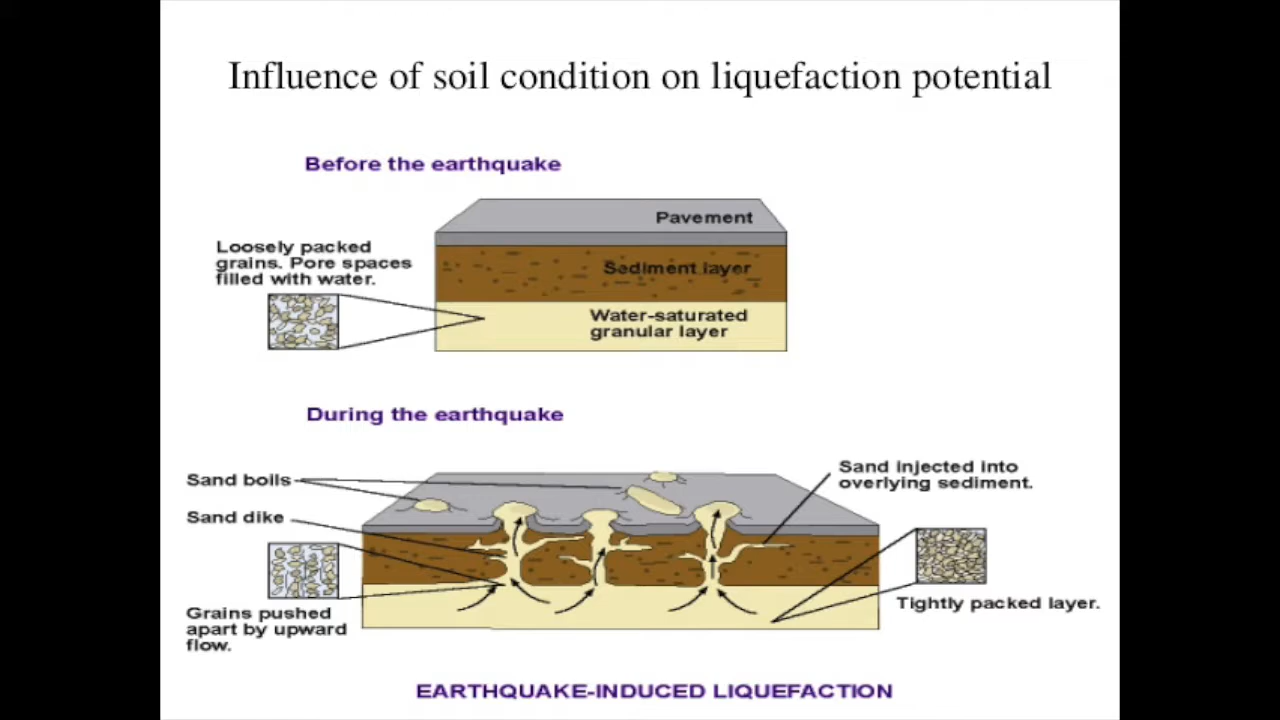 Influence of soil condition on liquefaction potential
Before the earthquake
Pavement
Loosely packed
grains. Pore spaces
filled with water.
Sediment layer
Water-saturated
granular layer
During the earthquake
Sand boils
Sand dike
Sand injected into
overlying sediment.
Grains pushed
apart by upward
flow.
Tightly packed layer.
EARTHQUAKE-INDUCED LIQUEFACTION